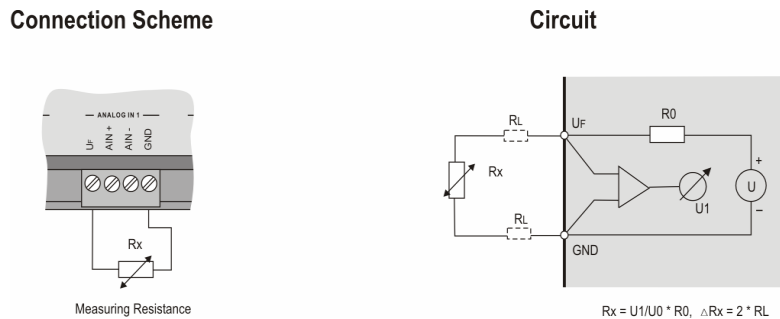 Connection Scheme
Circuit
ANALOG IN 1
UF
AIN +
AIN -
GND
Rx
Measuring Resistance
RL
UF
R0
Rx
+
U
U1
–
RL
GND
Rx = U1/U0 * R0, △Rx = 2 * RL